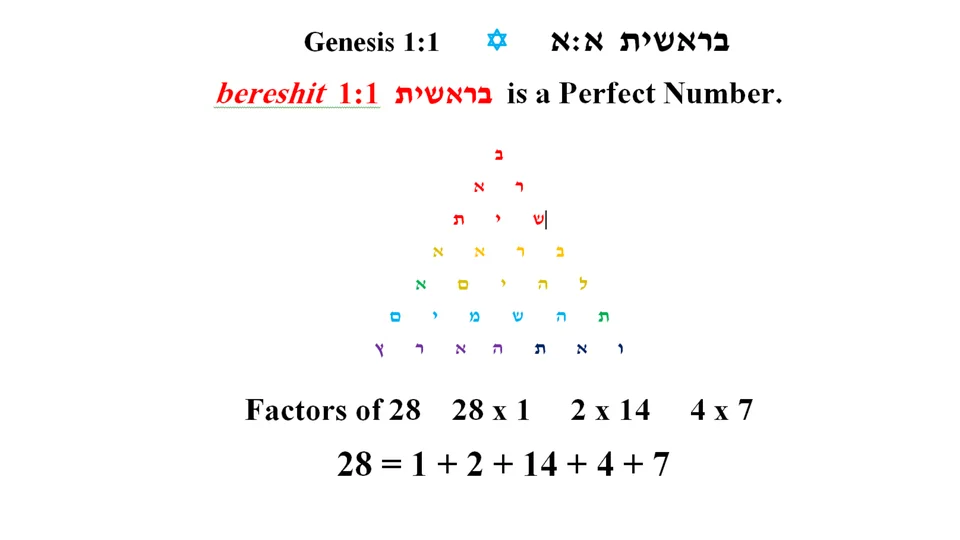 Genesis 1:1 ✡ בראשית א:א
bereshit 1:1 בראשית is a Perfect Number.
ב
ר א
ש י ת
ב ר א א
ל ה י ם א
ת ה ש מ י ם
ו א ת ה א ר ץ
Factors of 28 28 x 1 2 x 14 4 x 7
28 = 1 + 2 + 14 + 4 + 7